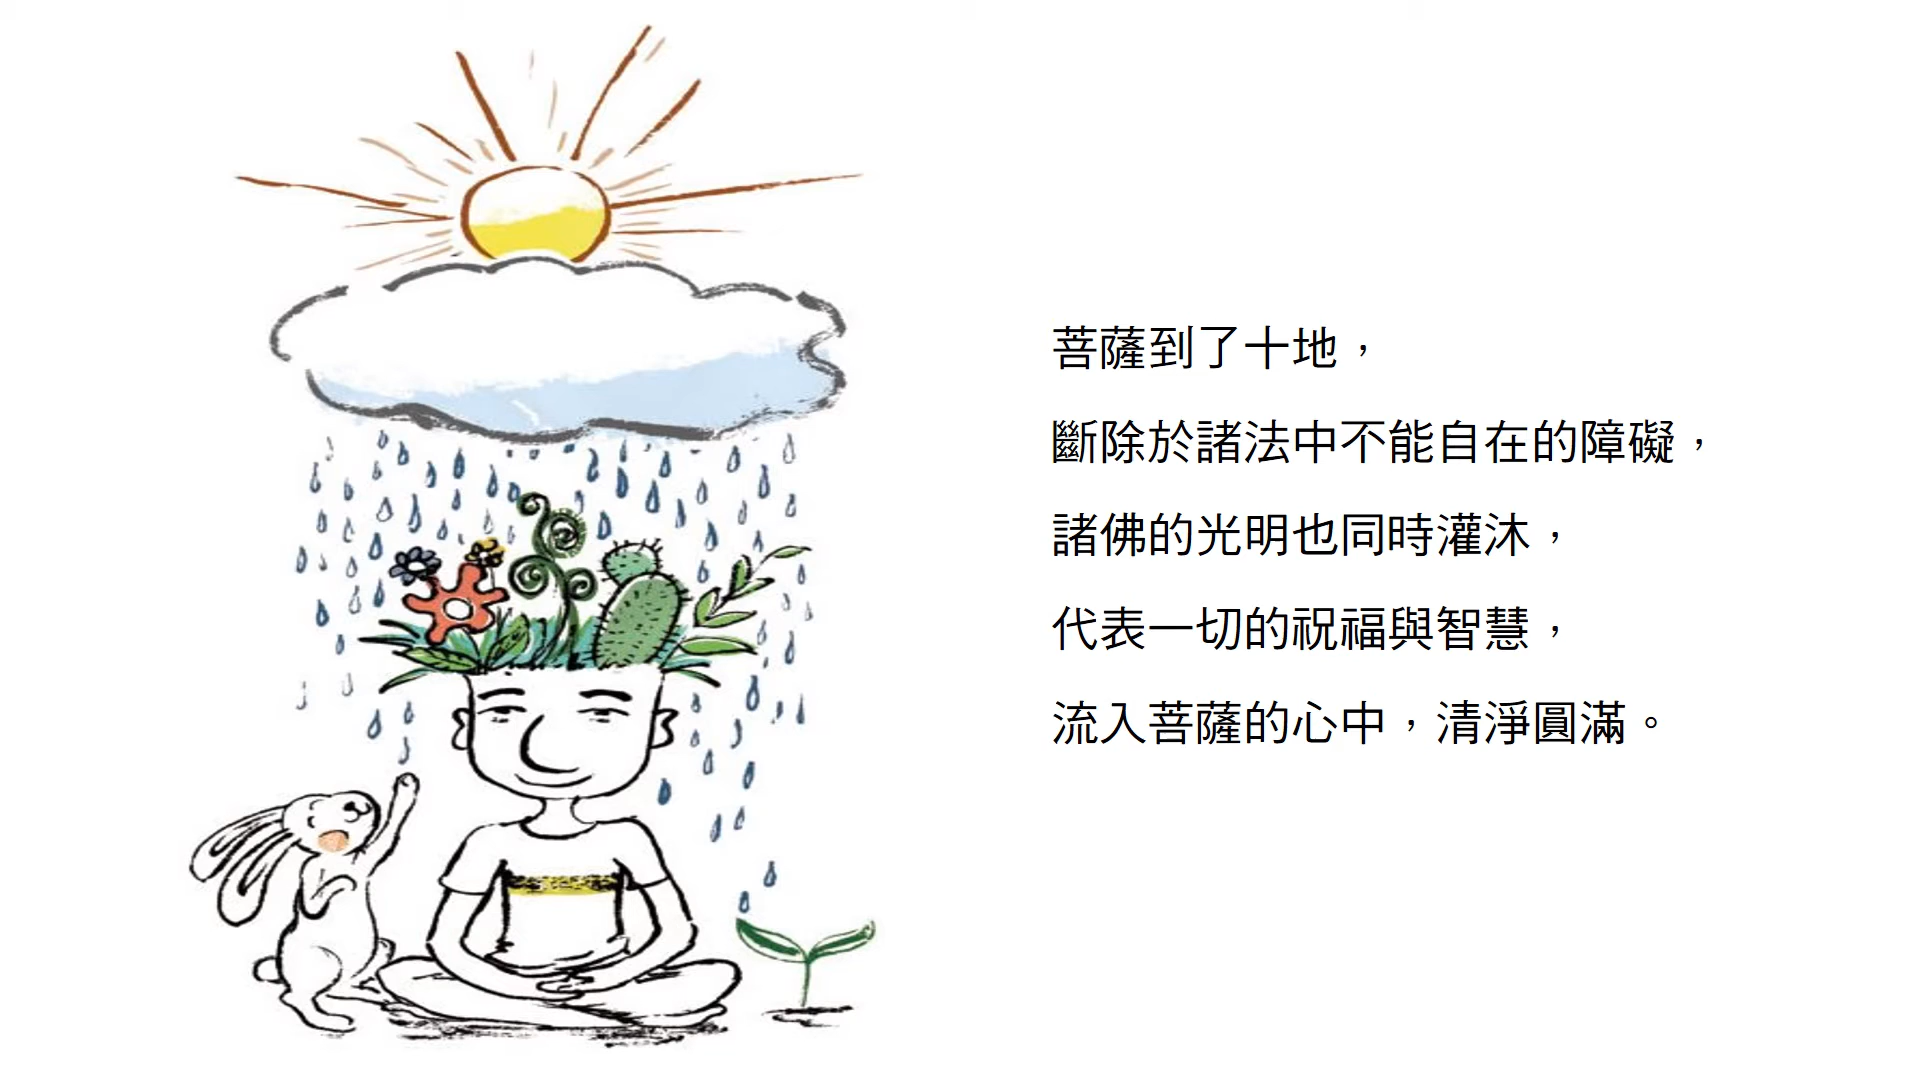 菩薩到了十地，
斷除於諸法中不能自在的障礙，
諸佛的光明也同時灌沐，
代表一切的祝福與智慧，
流入菩薩的心中，清淨圓滿。